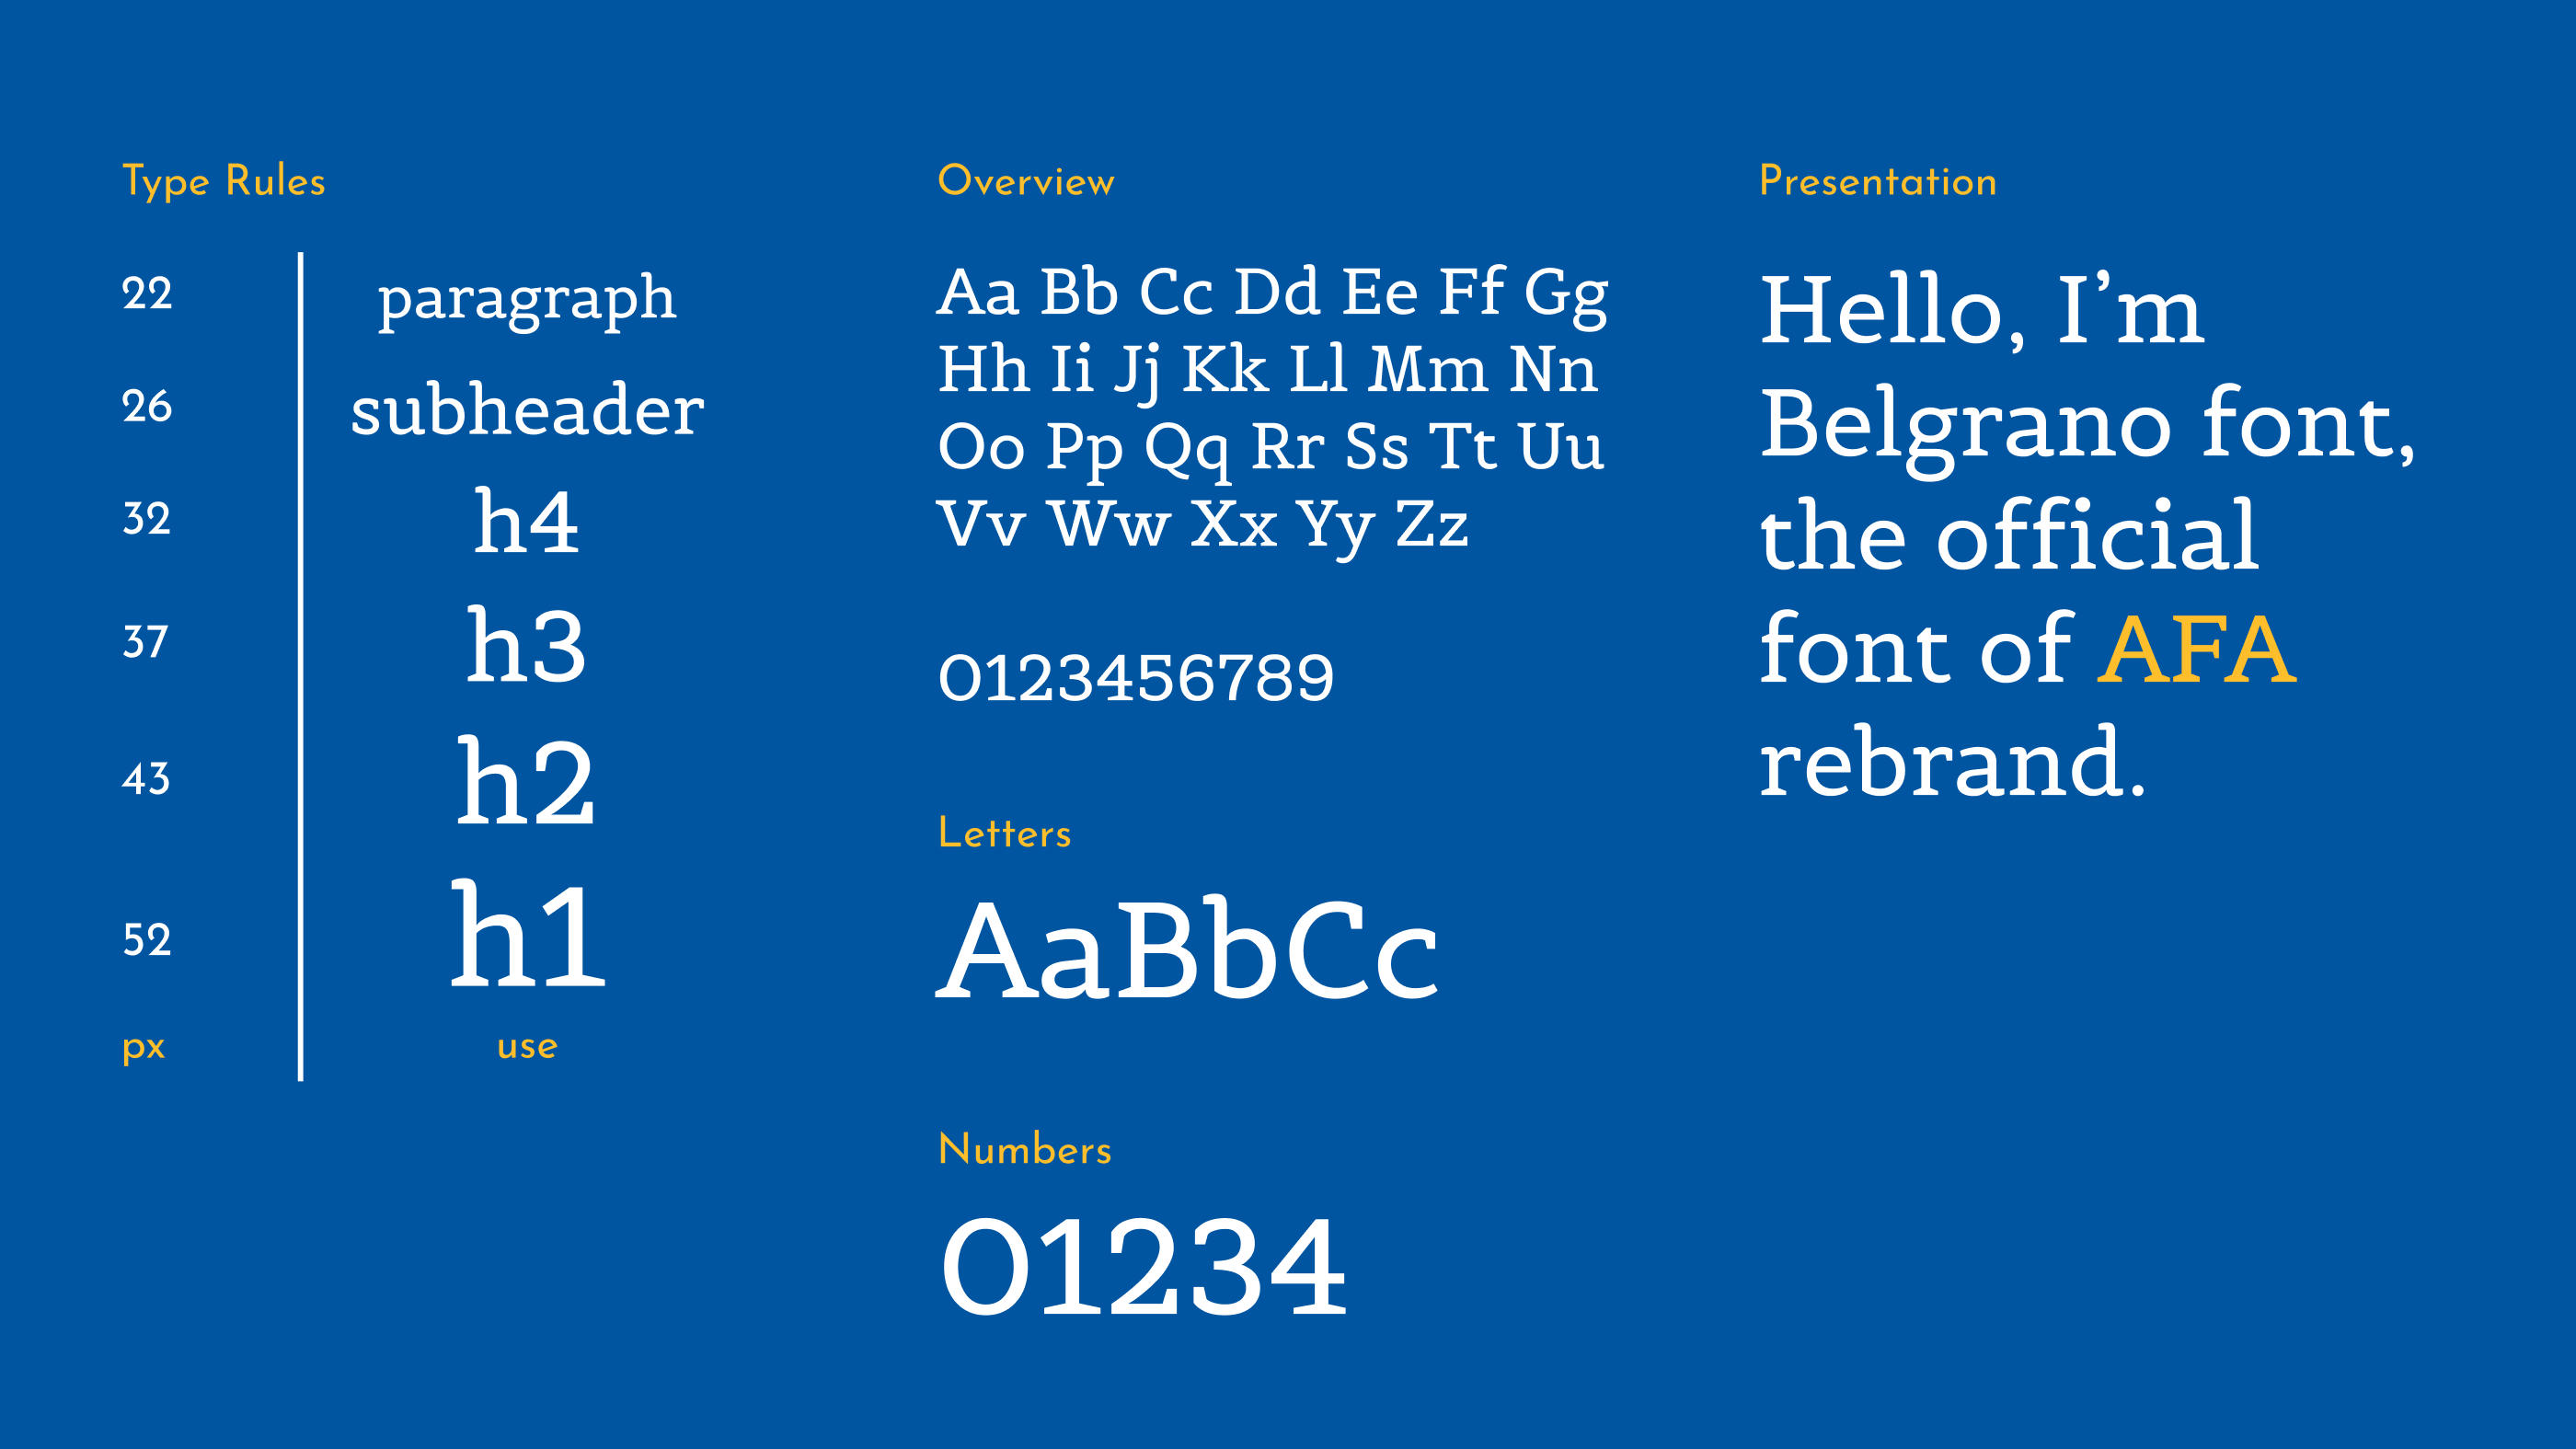 Type Rules
22 paragraph
26 subheader
32 h4
37 h3
43 h2
52 h1
px use
Overview
Aa Bb Cc Dd Ee Ff Gg
Hh Ii Jj Kk Ll Mm Nn
Oo Pp Qq Rr Ss Tt Uu
Vv Ww Xx Yy Zz
0123456789
Letters
AaBbCc
Numbers
01234
Presentation
Hello, I’m
Belgrano font,
the official
font of AFA
rebrand.